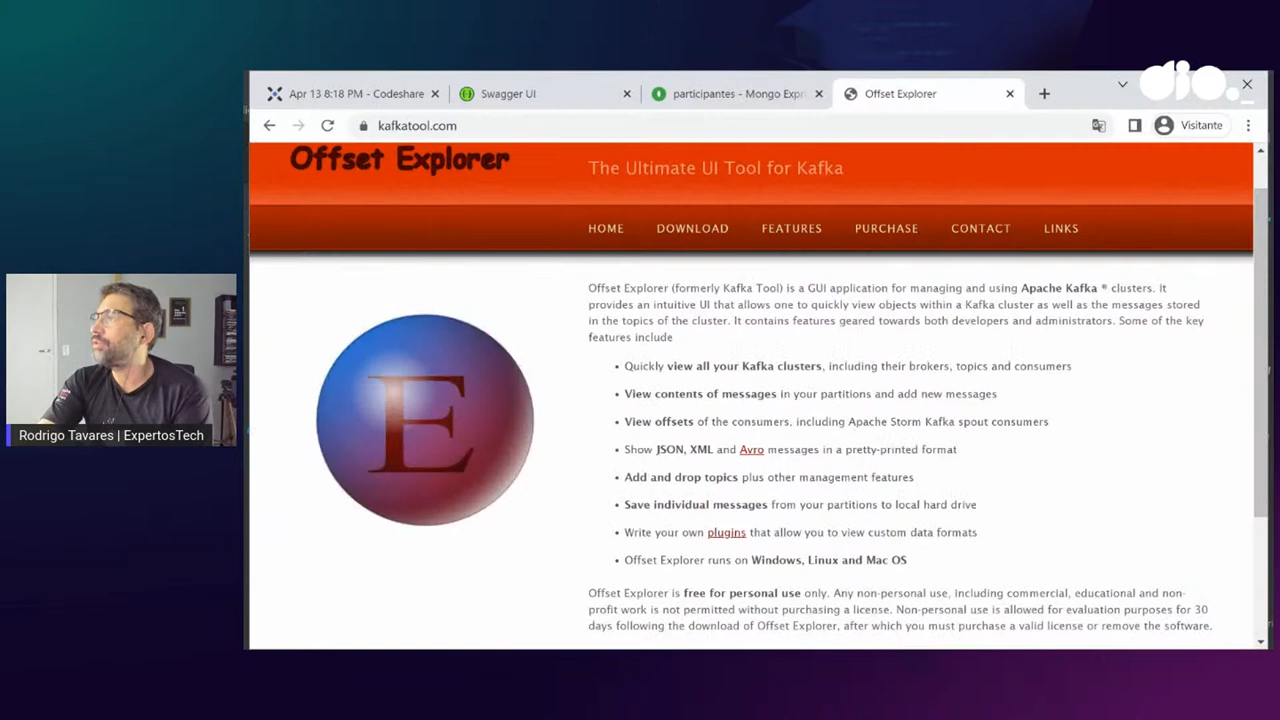 dio.
Apr 13 8:18 PM - Codeshare
Swagger UI
participantes - Mongo Expr
Offset Explorer
kafkatool.com
Visitante
Offset Explorer
The Ultimate UI Tool for Kafka
HOME DOWNLOAD FEATURES PURCHASE CONTACT LINKS
Offset Explorer (formerly Kafka Tool) is a GUI application for managing and using Apache Kafka ® clusters. It
provides an intuitive UI that allows one to quickly view objects within a Kafka cluster as well as the messages stored
in the topics of the cluster. It contains features geared towards both developers and administrators. Some of the key
features include
E
• Quickly view all your Kafka clusters, including their brokers, topics and consumers
• View contents of messages in your partitions and add new messages
• View offsets of the consumers, including Apache Storm Kafka spout consumers
• Show JSON, XML and Avro messages in a pretty-printed format
• Add and drop topics plus other management features
• Save individual messages from your partitions to local hard drive
• Write your own plugins that allow you to view custom data formats
• Offset Explorer runs on Windows, Linux and Mac OS
Offset Explorer is free for personal use only. Any non-personal use, including commercial, educational and non-
profit work is not permitted without purchasing a license. Non-personal use is allowed for evaluation purposes for 30
days following the download of Offset Explorer, after which you must purchase a valid license or remove the software.
Rodrigo Tavares | ExpertosTech